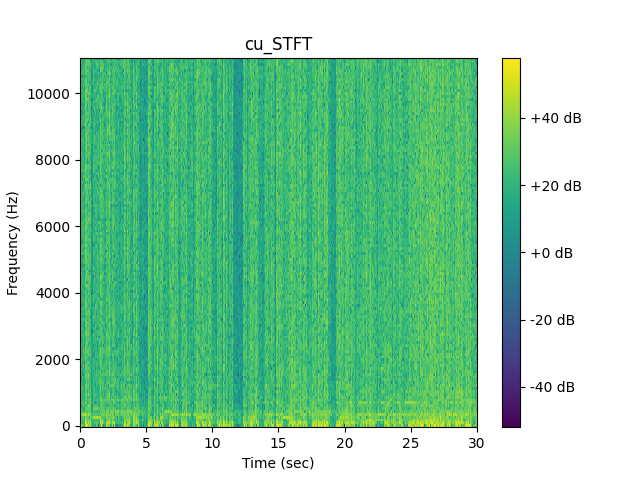 cu_STFT
10000
8000
6000
4000
2000
0
Frequency (Hz)
0 5 10 15 20 25 30
Time (sec)
+40 dB
+20 dB
+0 dB
-20 dB
-40 dB